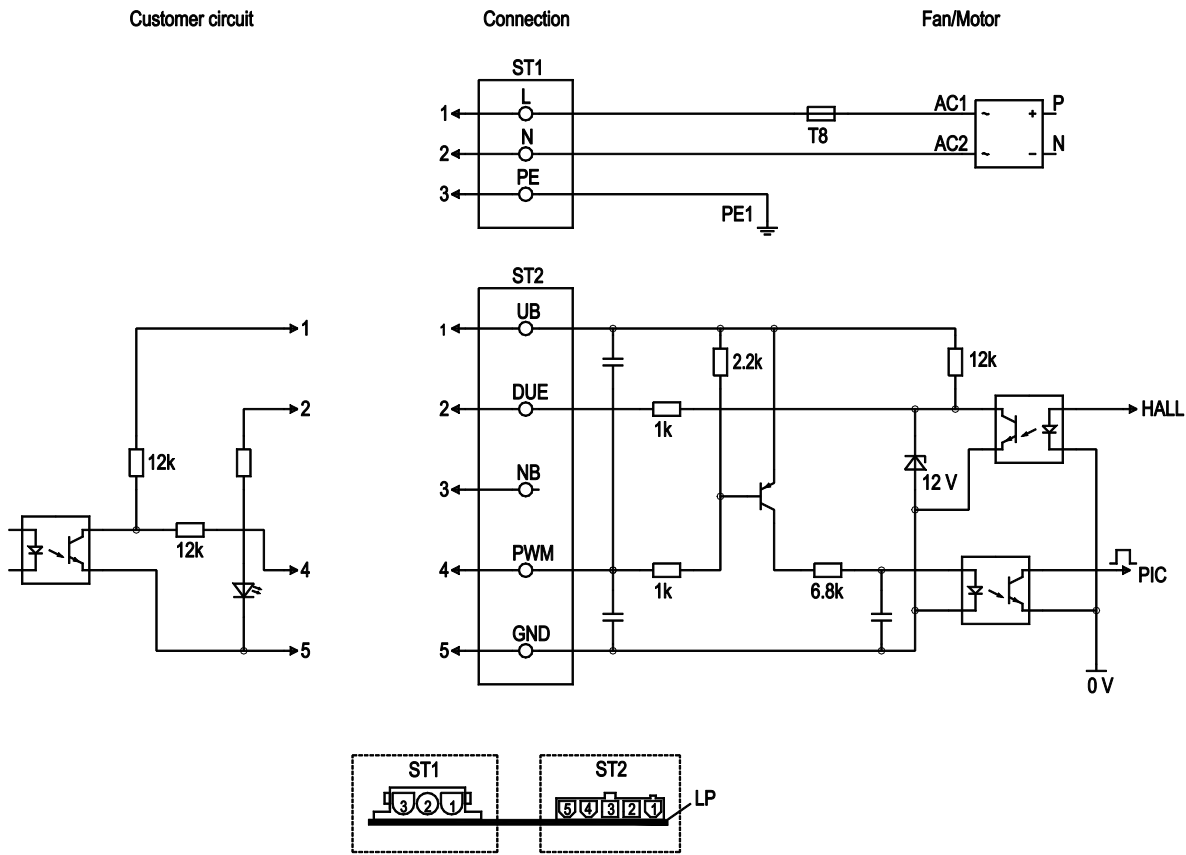 Customer circuit Connection Fan/Motor
ST1
1 L AC1 ~ + P
T8
2 N AC2 ~ – N
3 PE
PE1
ST2
1 1 UB
2.2k 12k
2 2 DUE HALL
1k
12k
3 NB 12 V
12k
4 4 PWM PIC
1k 6.8k
5 5 GND
0 V
ST1 ST2
LP
3 2 1 5 4 3 2 1